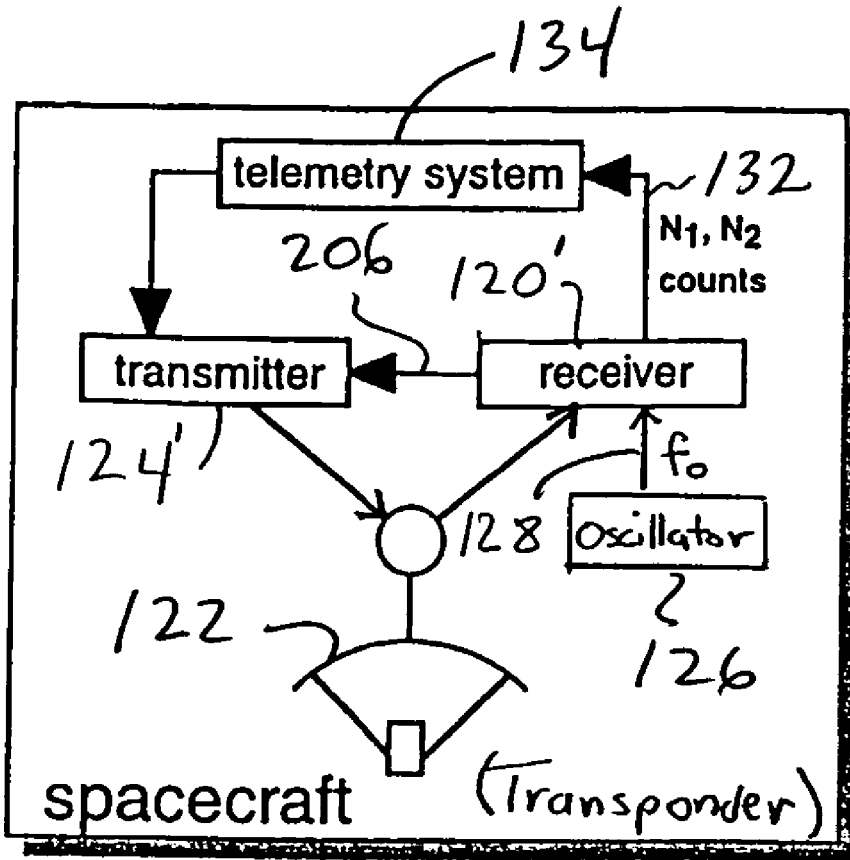 134
telemetry system
132
N1, N2
counts
206
120'
transmitter
receiver
124'
f0
128
Oscillator
122
126
spacecraft
(Transponder)